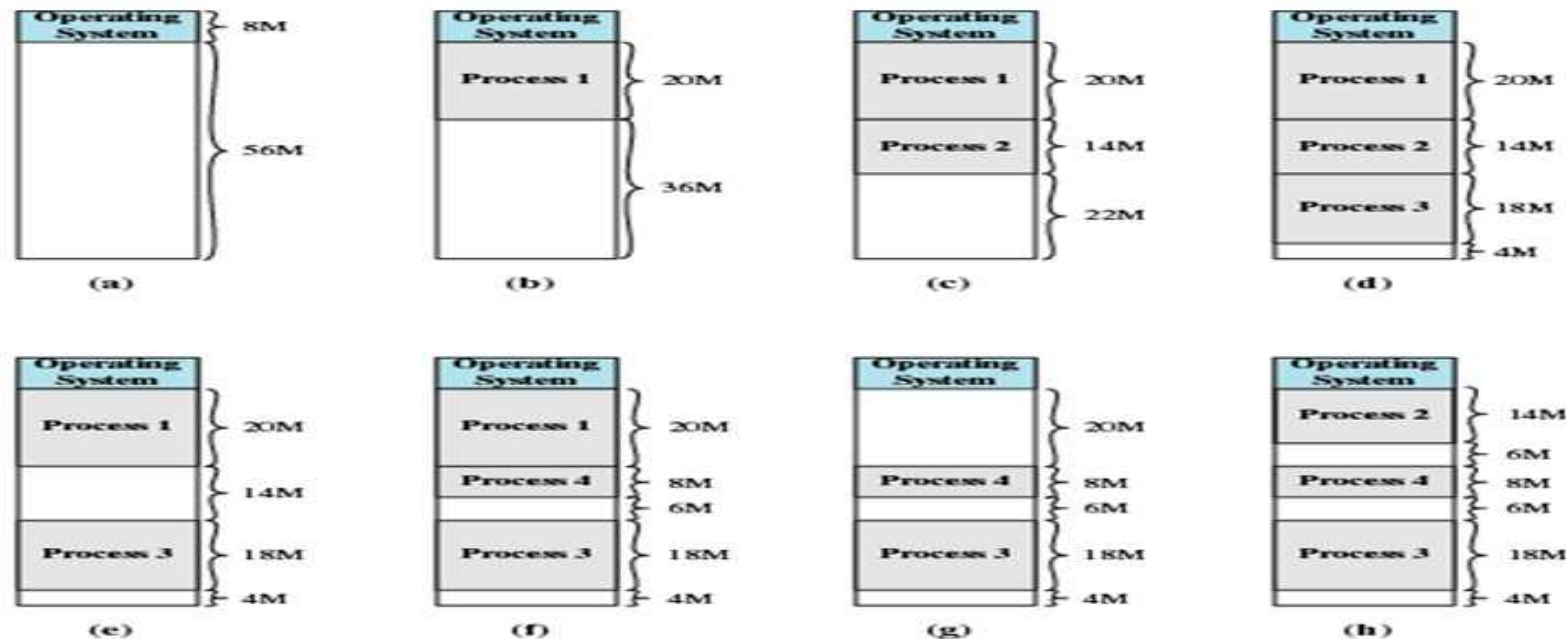 Operating
System
8M
56M
(a)
Operating
System
Process 1
20M
36M
(b)
Operating
System
Process 1
20M
Process 2
14M
22M
(c)
Operating
System
Process 1
20M
Process 2
14M
Process 3
18M
4M
(d)
Operating
System
Process 1
20M
14M
Process 3
18M
4M
(e)
Operating
System
Process 1
20M
Process 4
8M
6M
Process 3
18M
4M
(f)
Operating
System
20M
Process 4
8M
6M
Process 3
18M
4M
(g)
Operating
System
Process 2
14M
6M
Process 4
8M
6M
Process 3
18M
4M
(h)